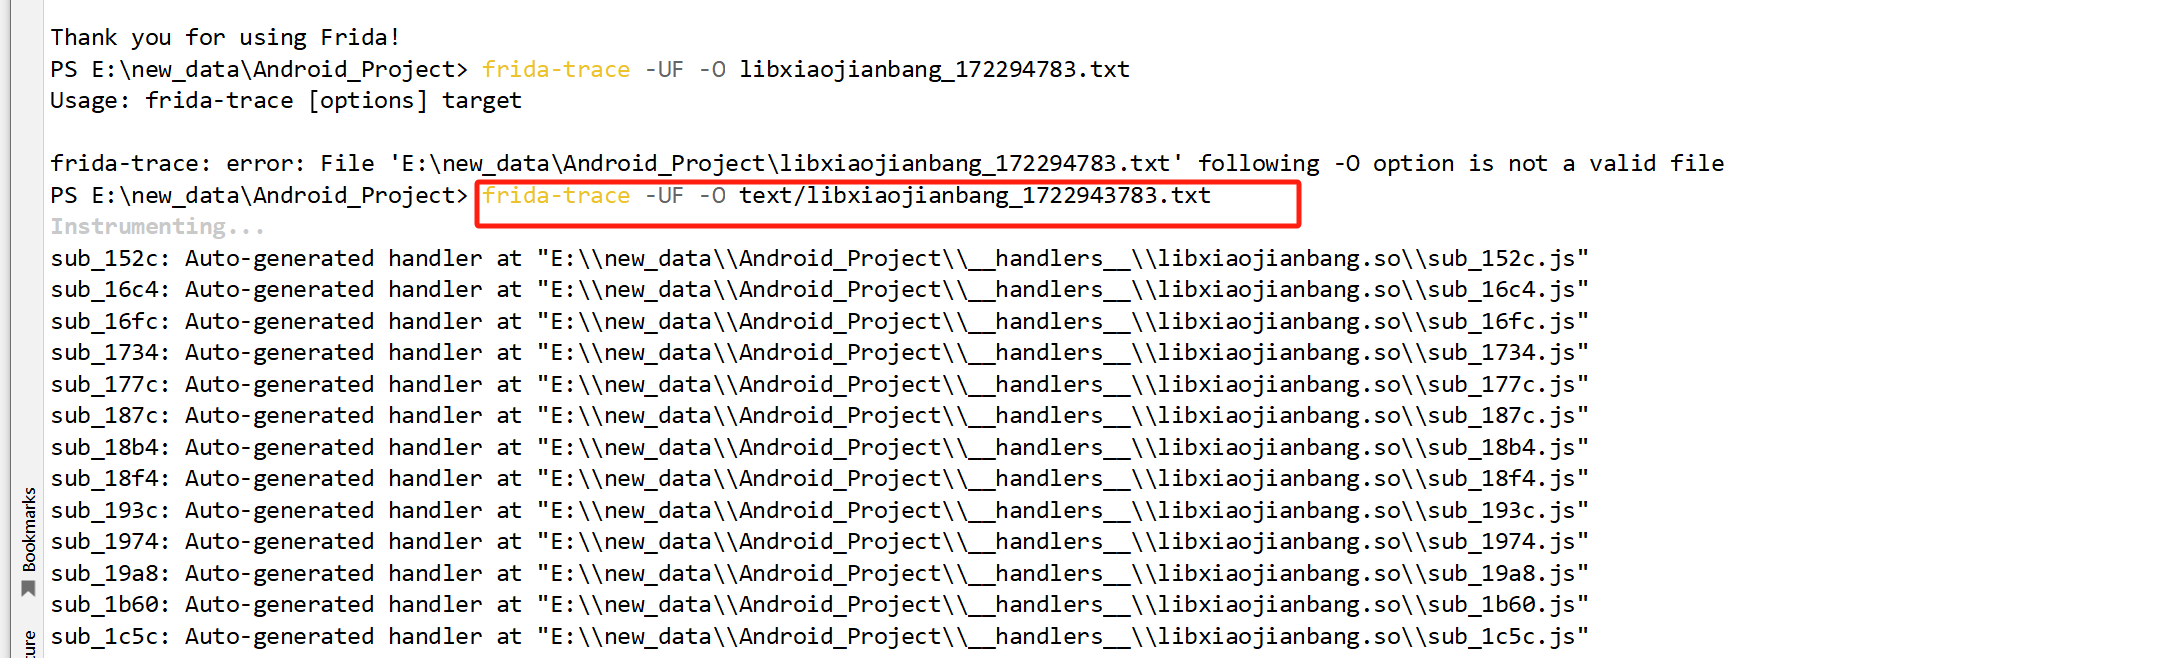 Thank you for using Frida!
PS E:\new_data\Android_Project> frida-trace -UF -O libxiaojianbang_172294783.txt
Usage: frida-trace [options] target
frida-trace: error: File 'E:\new_data\Android_Project\libxiaojianbang_172294783.txt' following -O option is not a valid file
PS E:\new_data\Android_Project> frida-trace -UF -O text/libxiaojianbang_1722943783.txt
Instrumenting...
sub_152c: Auto-generated handler at "E:\\new_data\\Android_Project\\__handlers__\\libxiaojianbang.so\\sub_152c.js"
sub_16c4: Auto-generated handler at "E:\\new_data\\Android_Project\\__handlers__\\libxiaojianbang.so\\sub_16c4.js"
sub_16fc: Auto-generated handler at "E:\\new_data\\Android_Project\\__handlers__\\libxiaojianbang.so\\sub_16fc.js"
sub_1734: Auto-generated handler at "E:\\new_data\\Android_Project\\__handlers__\\libxiaojianbang.so\\sub_1734.js"
sub_177c: Auto-generated handler at "E:\\new_data\\Android_Project\\__handlers__\\libxiaojianbang.so\\sub_177c.js"
sub_187c: Auto-generated handler at "E:\\new_data\\Android_Project\\__handlers__\\libxiaojianbang.so\\sub_187c.js"
sub_18b4: Auto-generated handler at "E:\\new_data\\Android_Project\\__handlers__\\libxiaojianbang.so\\sub_18b4.js"
sub_18f4: Auto-generated handler at "E:\\new_data\\Android_Project\\__handlers__\\libxiaojianbang.so\\sub_18f4.js"
sub_193c: Auto-generated handler at "E:\\new_data\\Android_Project\\__handlers__\\libxiaojianbang.so\\sub_193c.js"
sub_1974: Auto-generated handler at "E:\\new_data\\Android_Project\\__handlers__\\libxiaojianbang.so\\sub_1974.js"
sub_19a8: Auto-generated handler at "E:\\new_data\\Android_Project\\__handlers__\\libxiaojianbang.so\\sub_19a8.js"
sub_1b60: Auto-generated handler at "E:\\new_data\\Android_Project\\__handlers__\\libxiaojianbang.so\\sub_1b60.js"
sub_1c5c: Auto-generated handler at "E:\\new_data\\Android_Project\\__handlers__\\libxiaojianbang.so\\sub_1c5c.js"
Bookmarks